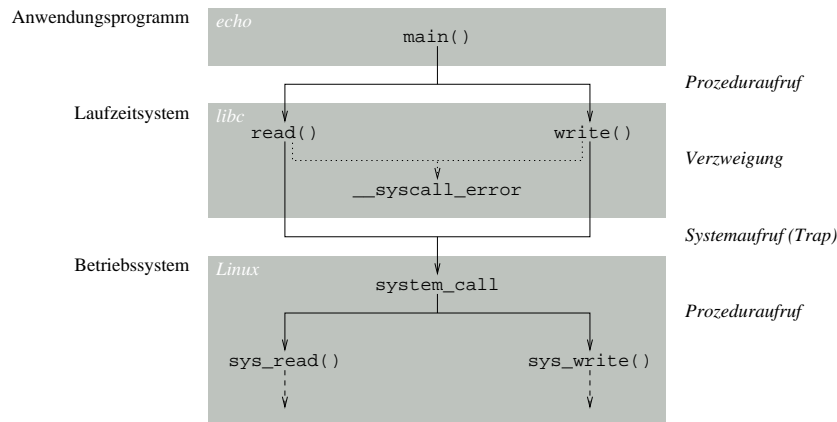 Anwendungsprogramm
echo
main()
Prozeduraufruf
Laufzeitsystem
libc
read()
write()
Verzweigung
__syscall_error
Systemaufruf (Trap)
Betriebssystem
Linux
system_call
Prozeduraufruf
sys_read()
sys_write()